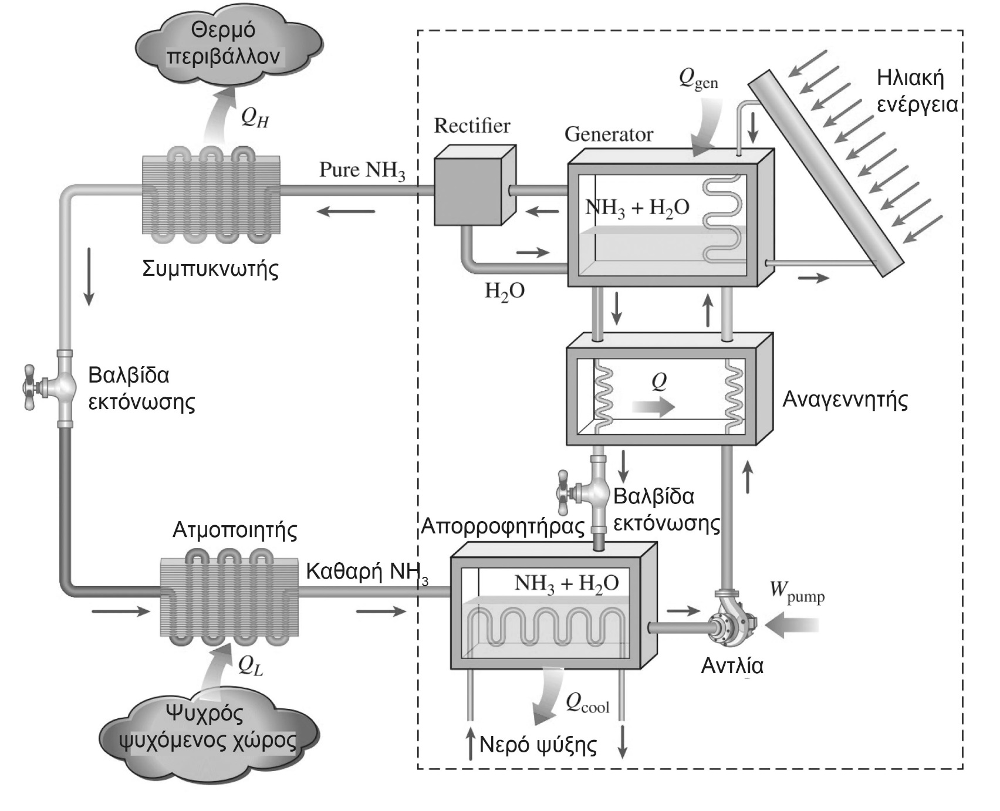 Θερμό
περιβάλλον
Q_H
Q_gen
Ηλιακή
ενέργεια
Rectifier
Generator
Pure NH₃
NH₃ + H₂O
Συμπυκνωτής
H₂O
Βαλβίδα
εκτόνωσης
Q
Αναγεννητής
Βαλβίδα
εκτόνωσης
Απορροφητήρας
Ατμοποιητής
Καθαρή NH₃
NH₃ + H₂O
W_pump
Αντλία
Q_L
Q_cool
Ψυχρός
ψυχόμενος χώρος
Νερό ψύξης